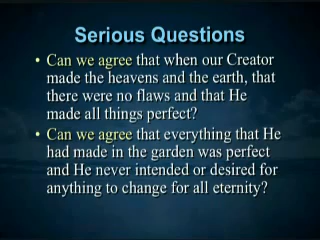 Serious Questions
• Can we agree that when our Creator
made the heavens and the earth, that
there were no flaws and that He
made all things perfect?
• Can we agree that everything that He
had made in the garden was perfect
and He never intended or desired for
anything to change for all eternity?